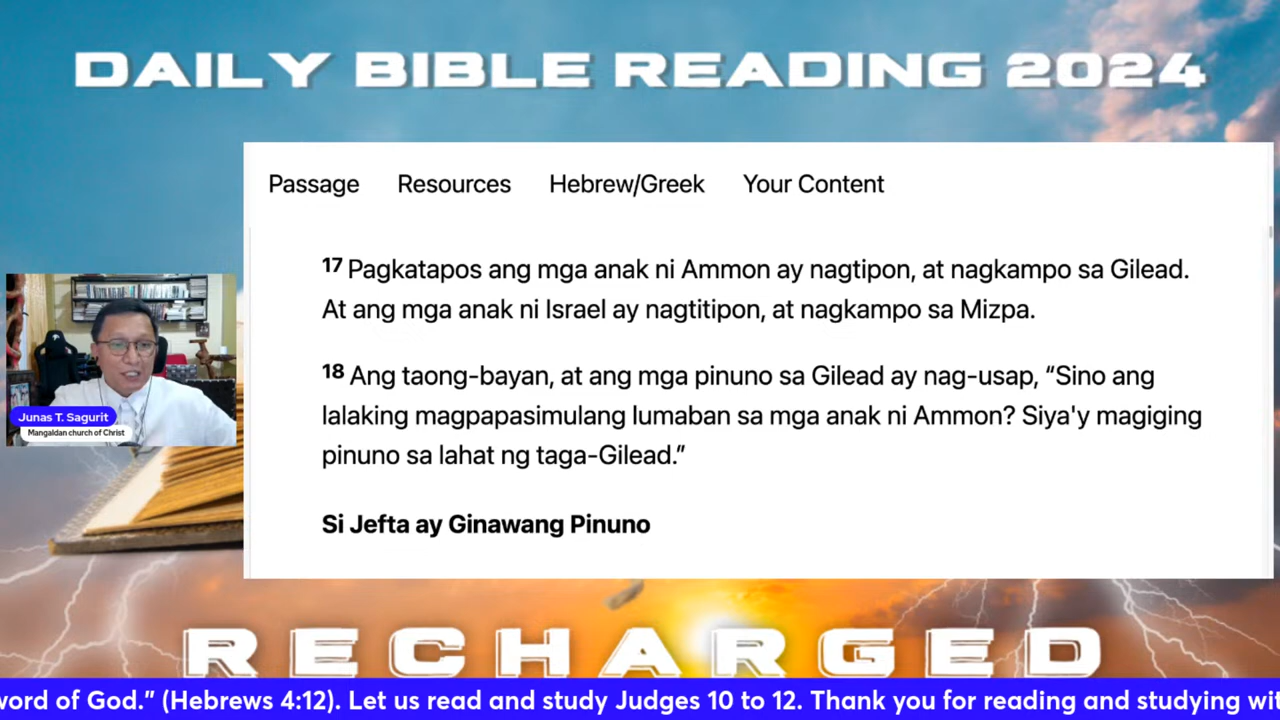 DAILY BIBLE READING 2024
Passage Resources Hebrew/Greek Your Content
17 Pagkatapos ang mga anak ni Ammon ay nagtipon, at nagkampo sa Gilead.
At ang mga anak ni Israel ay nagtitipon, at nagkampo sa Mizpa.
18 Ang taong-bayan, at ang mga pinuno sa Gilead ay nag-usap, “Sino ang
lalaking magpapasimulang lumaban sa mga anak ni Ammon? Siya'y magiging
pinuno sa lahat ng taga-Gilead.”
Si Jefta ay Ginawang Pinuno
Junas T. Sagurit
Mangaldan church of Christ
RECHARGED
word of God.” (Hebrews 4:12). Let us read and study Judges 10 to 12. Thank you for reading and studying wit